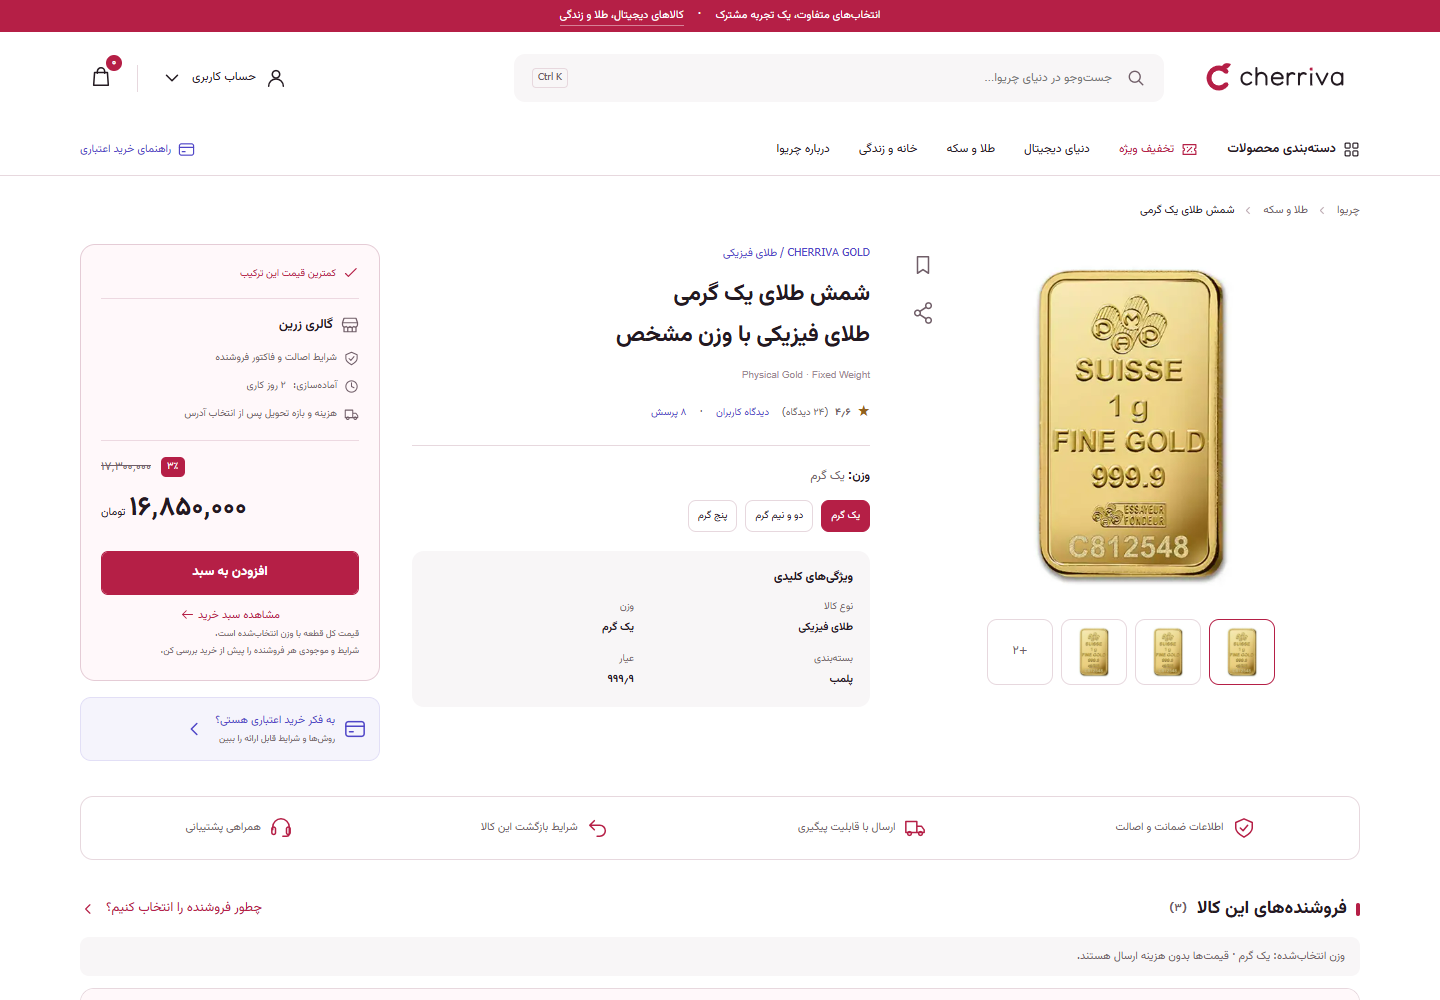 انتخاب‌های متفاوت، یک تجربه مشترک • کالاهای دیجیتال، طلا و زندگی
cherriva
جست‌وجو در دنیای چریوا...
Ctrl K
حساب کاربری
۰
دسته‌بندی محصولات
تخفیف ویژه
دنیای دیجیتال
طلا و سکه
خانه و زندگی
درباره چریوا
راهنمای خرید اعتباری
چریوا
طلا و سکه
شمش طلای یک گرمی
SUISSE
1 g
FINE GOLD
999.9
ESSAYEUR
FONDEUR
C812548
۲+
CHERRIVA GOLD / طلای فیزیکی
شمش طلای یک گرمی
طلای فیزیکی با وزن مشخص
Physical Gold · Fixed Weight
۴٫۶ (۲۴ دیدگاه) دیدگاه کاربران • ۸ پرسش
وزن: یک گرم
یک گرم
دو و نیم گرم
پنج گرم
ویژگی‌های کلیدی
نوع کالا
طلای فیزیکی
وزن
یک گرم
بسته‌بندی
پلمب
عیار
۹۹۹٫۹
کمترین قیمت این ترکیب
گالری زرین
شرایط اصالت و فاکتور فروشنده
آماده‌سازی: ۲ روز کاری
هزینه و بازه تحویل پس از انتخاب آدرس
۳٪
۱۷,۳۰۰,۰۰۰
۱۶,۸۵۰,۰۰۰ تومان
افزودن به سبد
مشاهده سبد خرید ←
قیمت کل قطعه با وزن انتخاب‌شده است.
شرایط و موجودی هر فروشنده را پیش از خرید بررسی کن.
به فکر خرید اعتباری هستی؟
روش‌ها و شرایط قابل ارائه را ببین
اطلاعات ضمانت و اصالت
ارسال با قابلیت پیگیری
شرایط بازگشت این کالا
همراهی پشتیبانی
فروشنده‌های این کالا (۳)
چطور فروشنده را انتخاب کنیم؟
وزن انتخاب‌شده: یک گرم · قیمت‌ها بدون هزینه ارسال هستند.